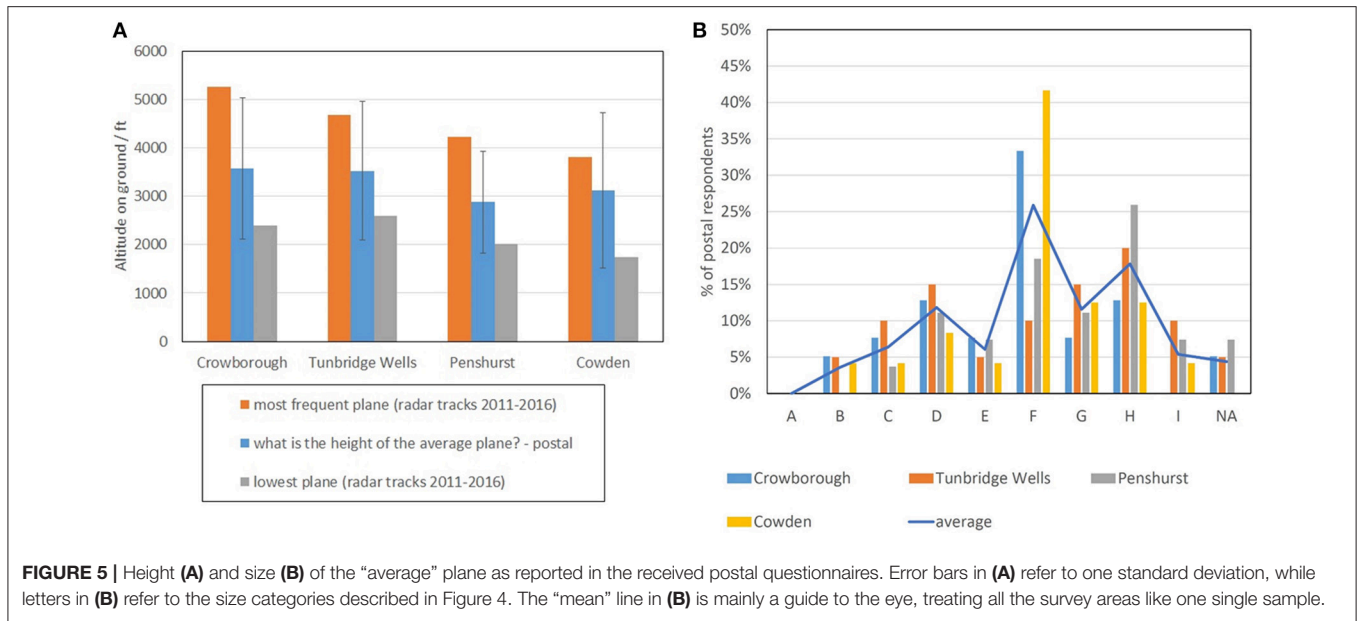 A
6000
5000
4000
3000
2000
1000
0
Altitude on ground / ft
Crowborough Tunbridge Wells Penshurst Cowden
most frequent plane (radar tracks 2011-2016)
what is the height of the average plane? - postal
lowest plane (radar tracks 2011-2016)
B
50%
45%
40%
35%
30%
25%
20%
15%
10%
5%
0%
% of postal respondents
A B C D E F G H I NA
Crowborough Tunbridge Wells Penshurst
Cowden average
FIGURE 5 | Height (A) and size (B) of the “average” plane as reported in the received postal questionnaires. Error bars in (A) refer to one standard deviation, while
letters in (B) refer to the size categories described in Figure 4. The “mean” line in (B) is mainly a guide to the eye, treating all the survey areas like one single sample.